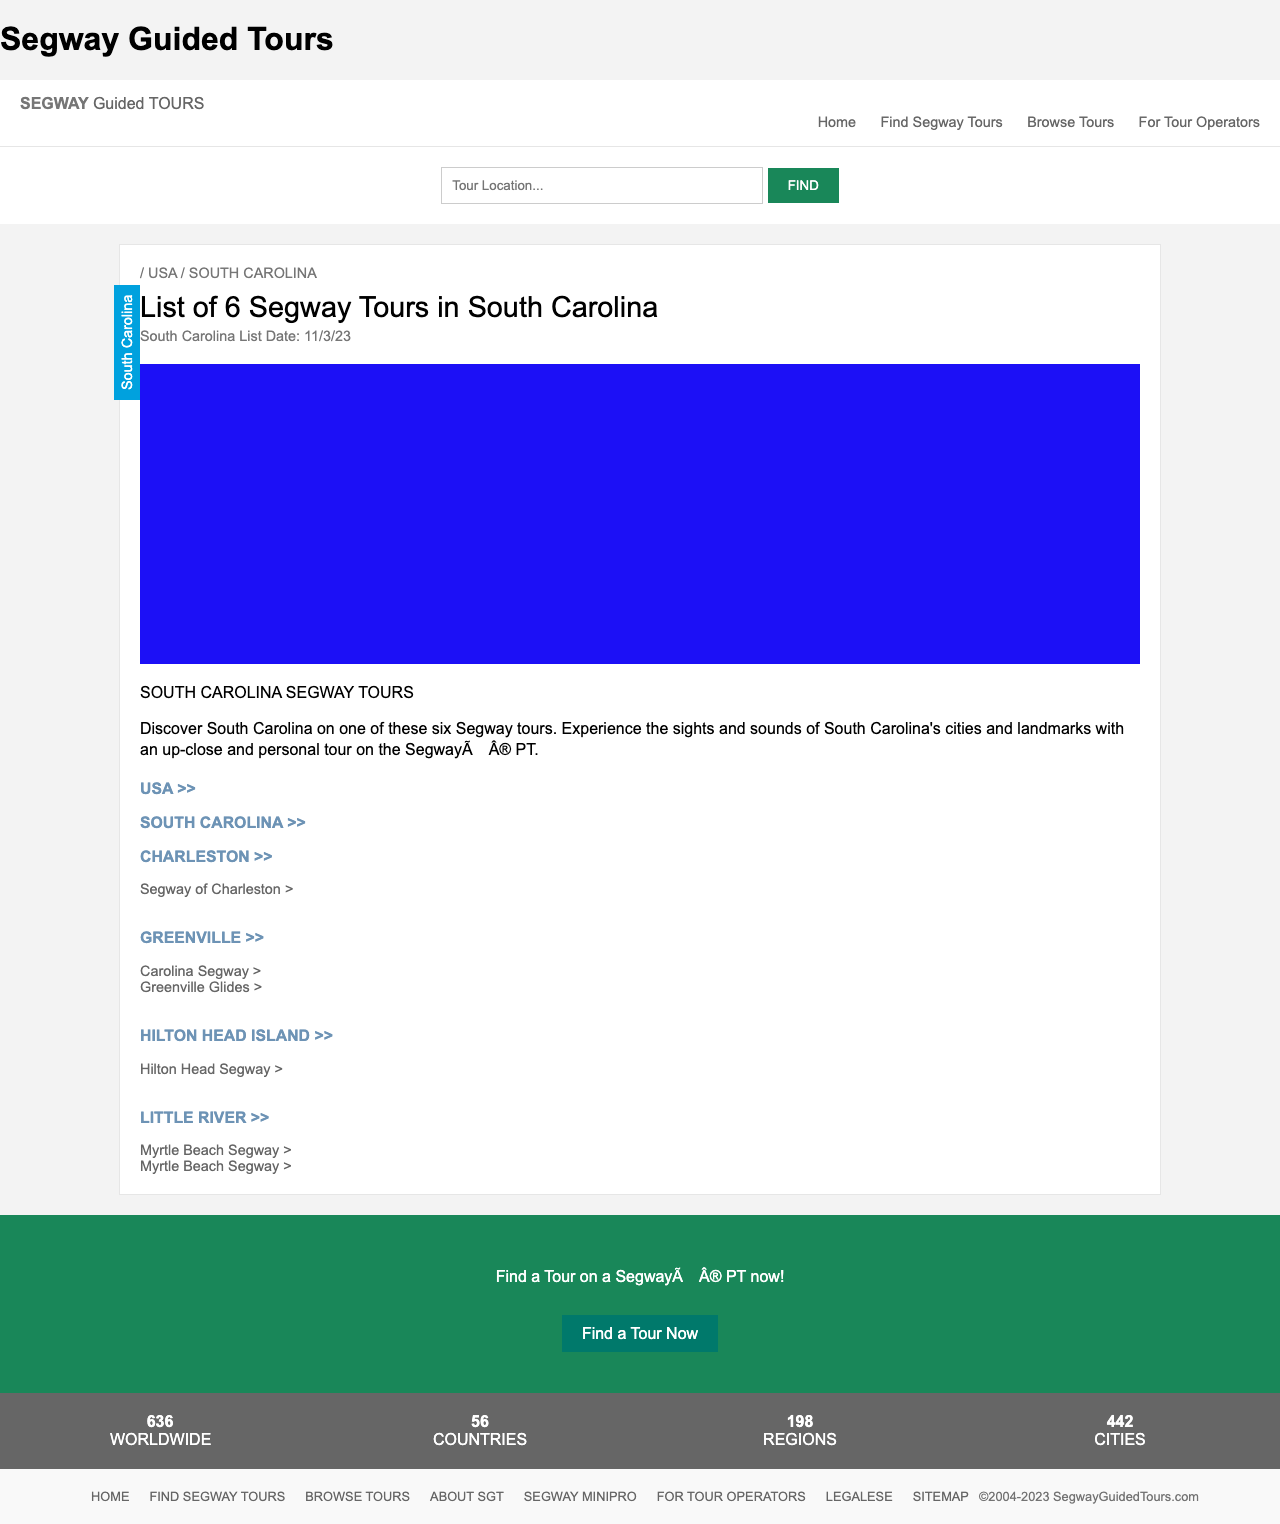 Segway Guided Tours
SEGWAY Guided TOURS
Home
Find Segway Tours
Browse Tours
For Tour Operators
Tour Location...
FIND
/ USA / SOUTH CAROLINA
South Carolina
List of 6 Segway Tours in South Carolina
South Carolina List Date: 11/3/23
SOUTH CAROLINA SEGWAY TOURS
Discover South Carolina on one of these six Segway tours. Experience the sights and sounds of South Carolina's cities and landmarks with
an up-close and personal tour on the SegwayÃ Â® PT.
USA >>
SOUTH CAROLINA >>
CHARLESTON >>
Segway of Charleston >
GREENVILLE >>
Carolina Segway >
Greenville Glides >
HILTON HEAD ISLAND >>
Hilton Head Segway >
LITTLE RIVER >>
Myrtle Beach Segway >
Myrtle Beach Segway >
Find a Tour on a SegwayÃ Â® PT now!
Find a Tour Now
636
WORLDWIDE
56
COUNTRIES
198
REGIONS
442
CITIES
HOME
FIND SEGWAY TOURS
BROWSE TOURS
ABOUT SGT
SEGWAY MINIPRO
FOR TOUR OPERATORS
LEGALESE
SITEMAP
©2004-2023 SegwayGuidedTours.com